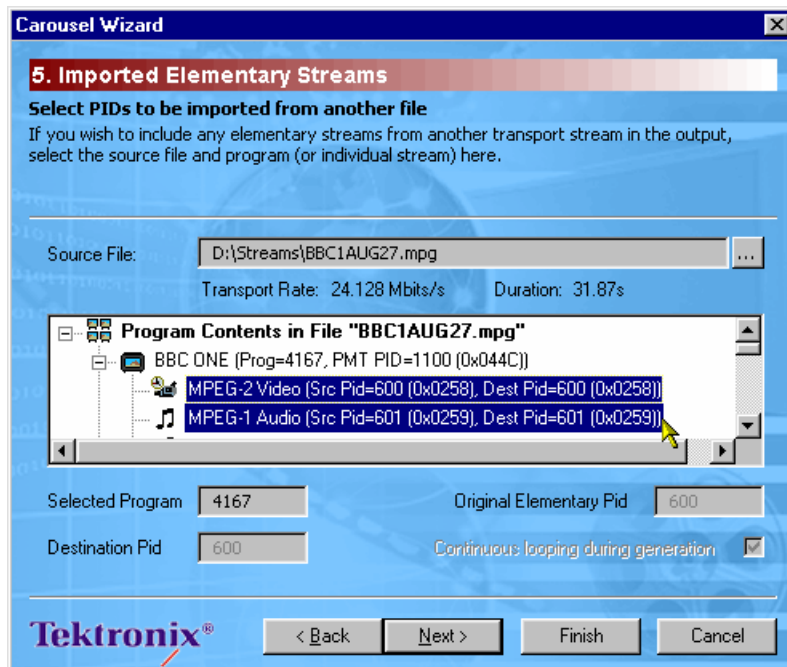 Carousel Wizard
5. Imported Elementary Streams
Select PIDs to be imported from another file
If you wish to include any elementary streams from another transport stream in the output,
select the source file and program (or individual stream) here.
Source File: D:\Streams\BBC1AUG27.mpg ...
Transport Rate: 24.128 Mbits/s Duration: 31.87s
Program Contents in File "BBC1AUG27.mpg"
BBC ONE (Prog=4167, PMT PID=1100 (0x044C))
MPEG-2 Video (Src Pid=600 (0x0258), Dest Pid=600 (0x0258))
MPEG-1 Audio (Src Pid=601 (0x0259), Dest Pid=601 (0x0259))
Selected Program 4167 Original Elementary Pid 600
Destination Pid 600 Continuous looping during generation
Tektronix® < Back Next > Finish Cancel